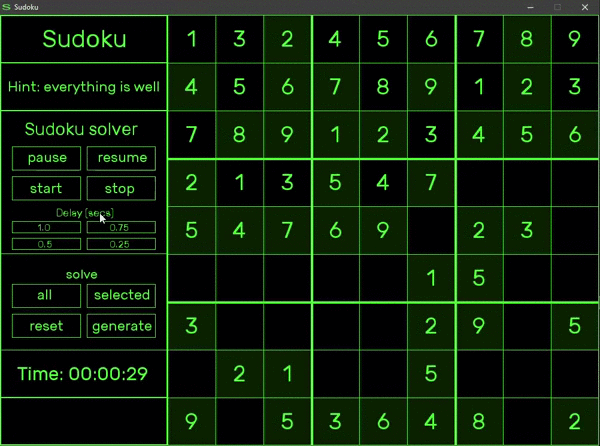 Sudoku
Sudoku
Hint: everything is well
Sudoku solver
pause resume
start stop
Delay [secs]
1.0 0.75
0.5 0.25
solve
all selected
reset generate
Time: 00:00:29
1 3 2 4 5 6 7 8 9
4 5 6 7 8 9 1 2 3
7 8 9 1 2 3 4 5 6
2 1 3 5 4 7
5 4 7 6 9 2 3
1 5
3 2 9 5
2 1 5
9 5 3 6 4 8 2